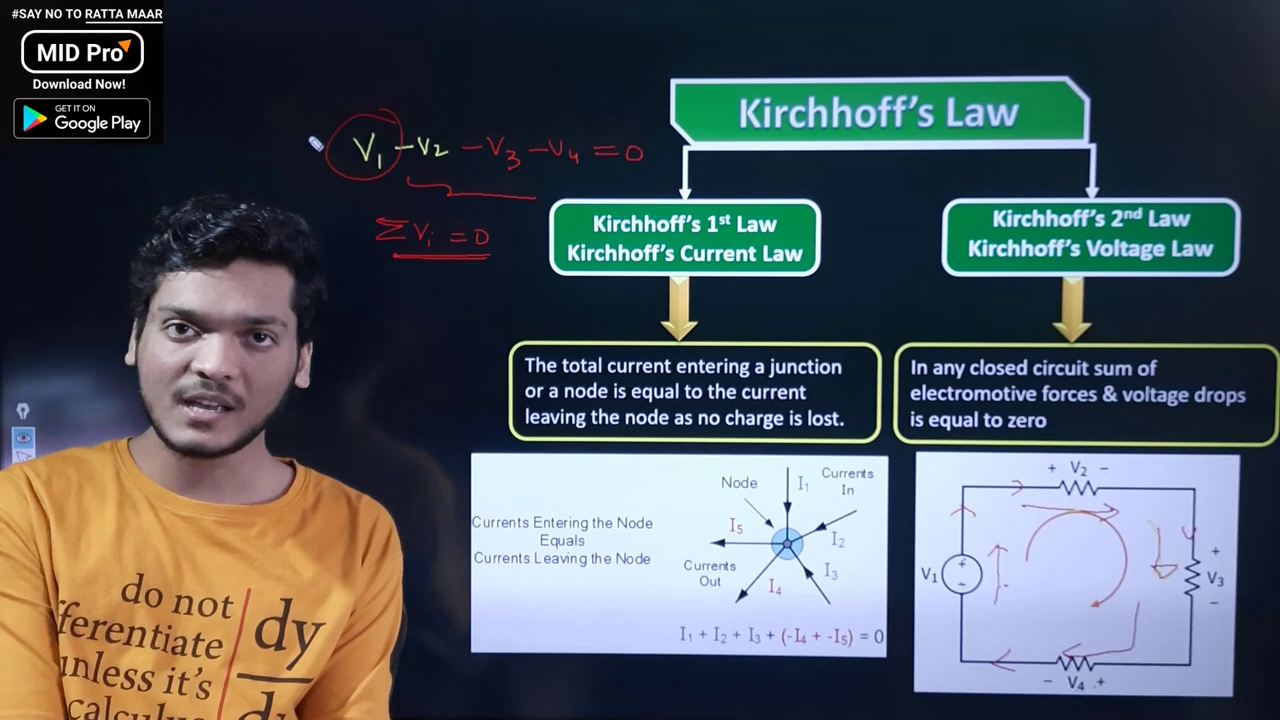 #SAY NO TO RATTA MAAR
MID Pro
Download Now!
GET IT ON
Google Play
Kirchhoff's Law
V₁ -V₂ -V₃ -V₄ = 0
Σ Vᵢ = 0
Kirchhoff's 1st Law
Kirchhoff's Current Law
Kirchhoff's 2nd Law
Kirchhoff's Voltage Law
The total current entering a junction
or a node is equal to the current
leaving the node as no charge is lost.
In any closed circuit sum of
electromotive forces & voltage drops
is equal to zero
Currents Entering the Node
Equals
Currents Leaving the Node
Node
I₁
Currents
In
I₅
I₂
Currents
Out
I₃
I₄
I₁ + I₂ + I₃ + (-I₄ + -I₅) = 0
+ V₂ -
V₁
+
-
+
V₃
-
- V₄ +
do not
fferentiate
unless it's
calculus
dy